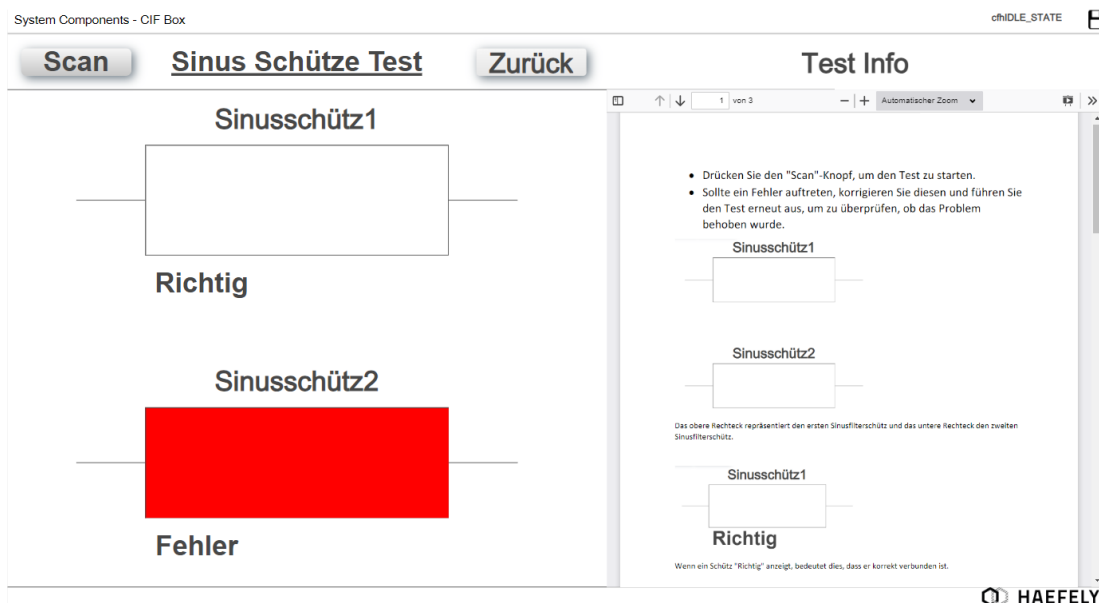 System Components - CIF Box
cfhIDLE_STATE
Scan
Sinus Schütze Test
Zurück
Test Info
1 von 3
Automatischer Zoom
Sinusschütz1
Richtig
Sinusschütz2
Fehler
• Drücken Sie den "Scan"-Knopf, um den Test zu starten.
• Sollte ein Fehler auftreten, korrigieren Sie diesen und führen Sie
den Test erneut aus, um zu überprüfen, ob das Problem
behoben wurde.
Sinusschütz1
Sinusschütz2
Das obere Rechteck repräsentiert den ersten Sinusfilterschütz und das untere Rechteck den zweiten
Sinusfilterschütz.
Sinusschütz1
Richtig
Wenn ein Schütz "Richtig" anzeigt, bedeutet dies, dass er korrekt verbunden ist.
HAEFELY